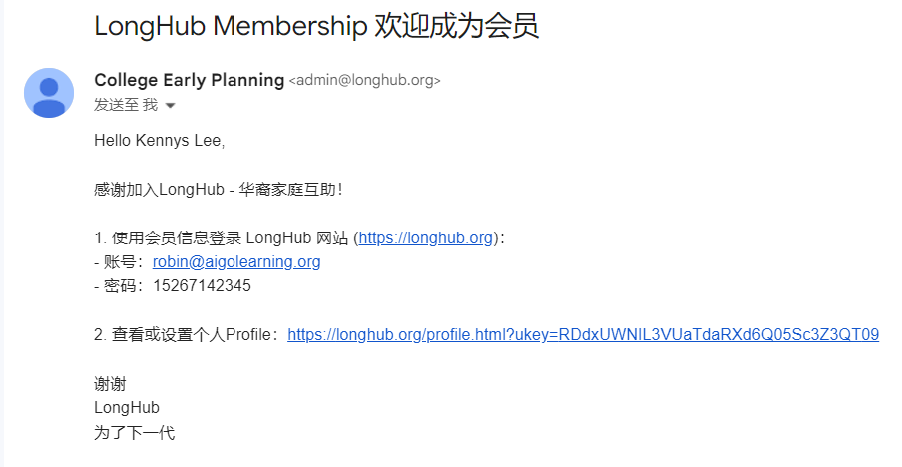 LongHub Membership 欢迎成为会员
College Early Planning <admin@longhub.org>
发送至 我
Hello Kennys Lee,
感谢加入LongHub - 华裔家庭互助！
1. 使用会员信息登录 LongHub 网站 (https://longhub.org)：
- 账号：robin@aigclearning.org
- 密码：15267142345
2. 查看或设置个人Profile：https://longhub.org/profile.html?ukey=RDdxUWNIL3VUaTdaRXd6Q05Sc3Z3QT09
谢谢
LongHub
为了下一代